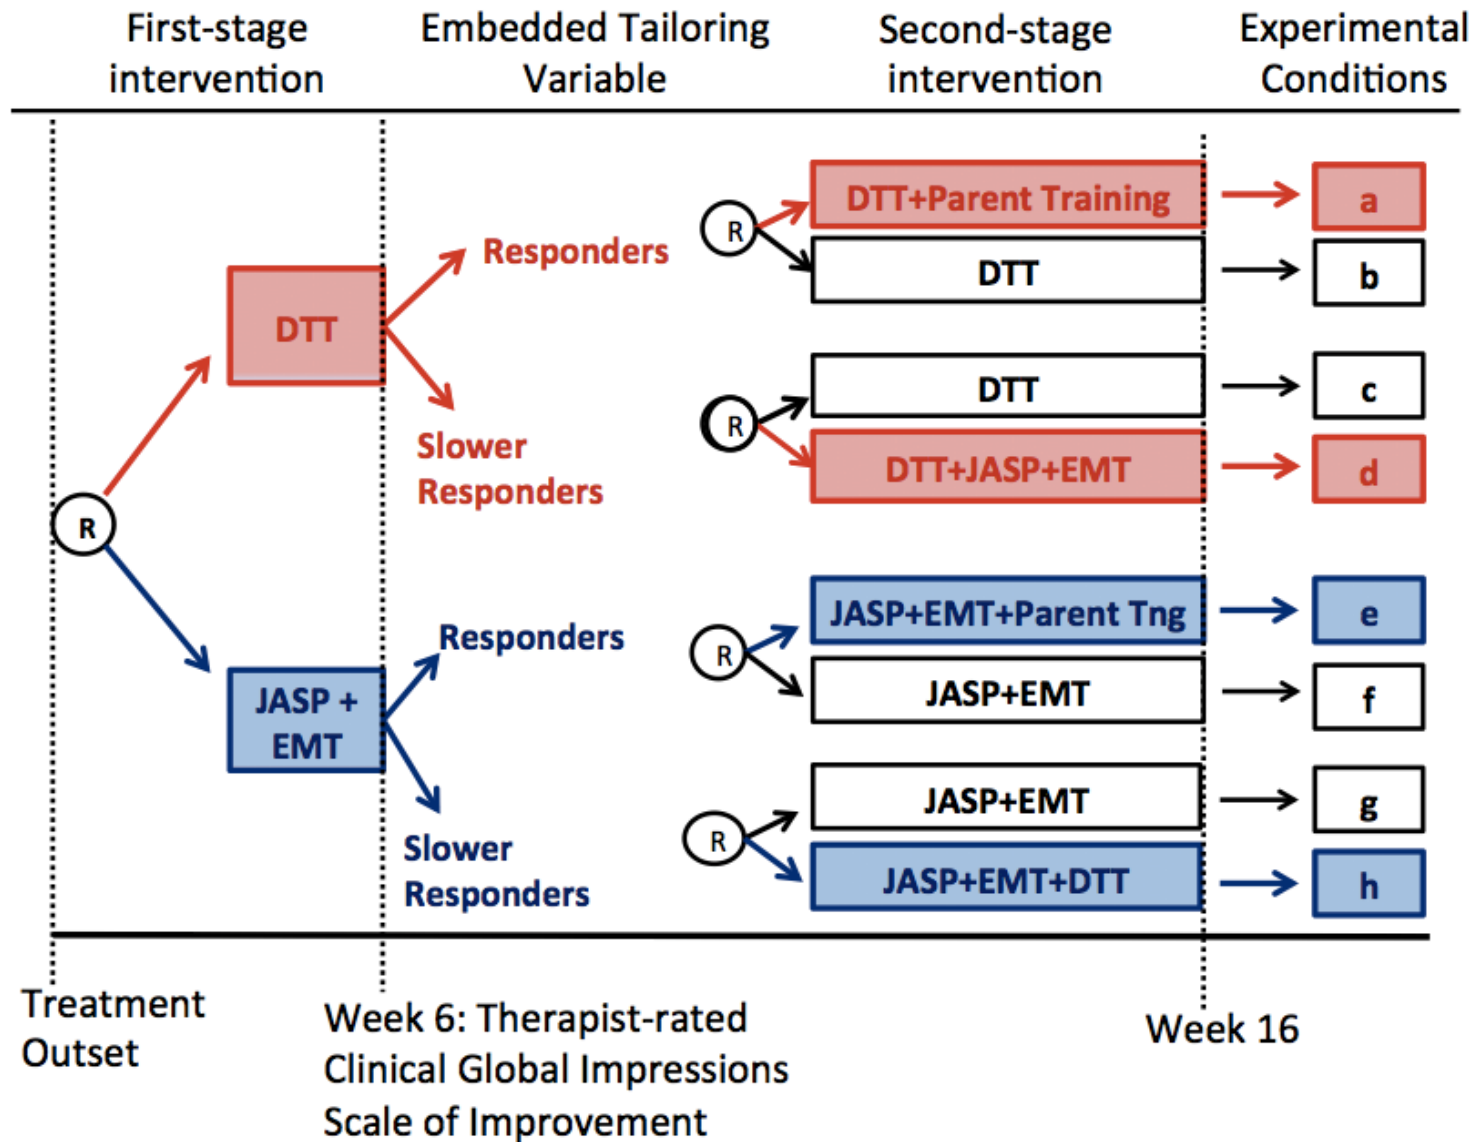 First-stage
intervention
Embedded Tailoring
Variable
Second-stage
intervention
Experimental
Conditions
R
DTT
Responders
Slower
Responders
R
DTT+Parent Training
a
DTT
b
R
DTT
c
DTT+JASP+EMT
d
JASP +
EMT
Responders
Slower
Responders
R
JASP+EMT+Parent Tng
e
JASP+EMT
f
R
JASP+EMT
g
JASP+EMT+DTT
h
Treatment
Outset
Week 6: Therapist-rated
Clinical Global Impressions
Scale of Improvement
Week 16